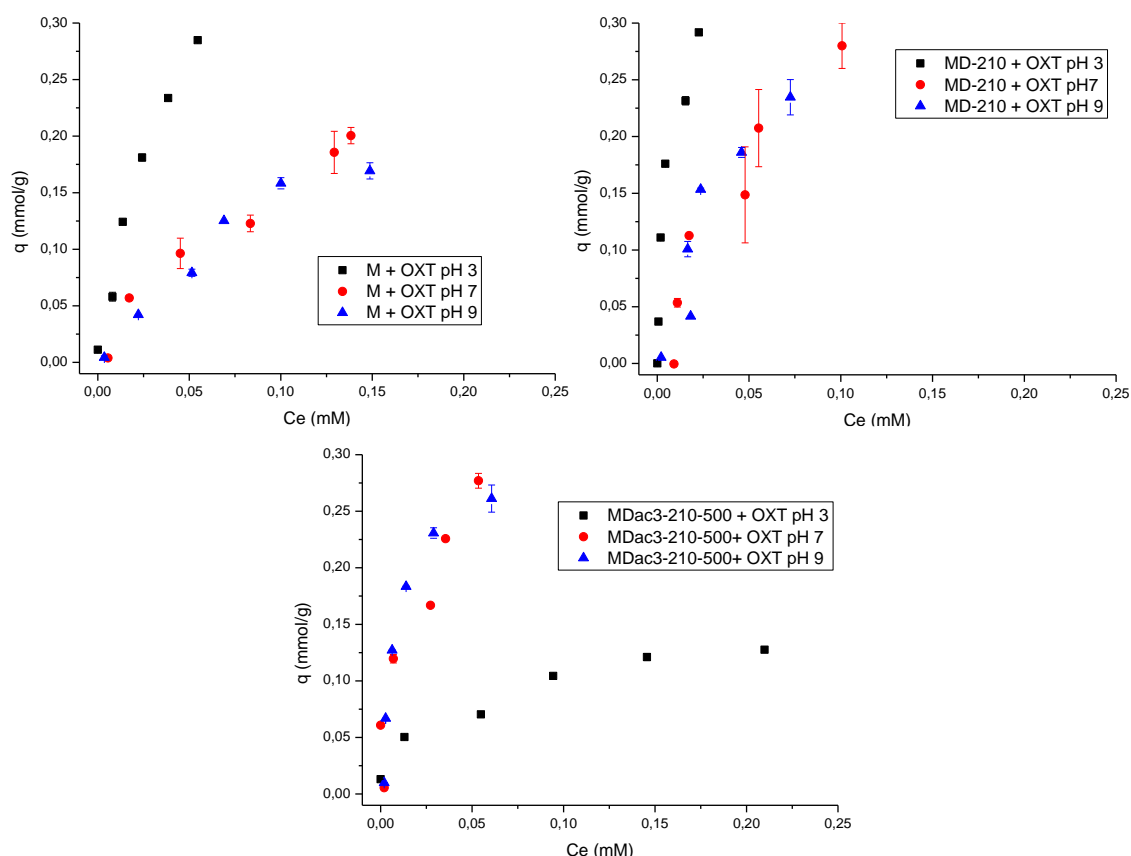 0,30
0,25
0,20
0,15
0,10
0,05
0,00
q (mmol/g)
M + OXT pH 3
M + OXT pH 7
M + OXT pH 9
0,00 0,05 0,10 0,15 0,20 0,25
Ce (mM)
0,30
0,25
0,20
0,15
0,10
0,05
0,00
q (mmol/g)
MD-210 + OXT pH 3
MD-210 + OXT pH7
MD-210 + OXT pH 9
0,00 0,05 0,10 0,15 0,20 0,25
Ce (mM)
0,30
0,25
0,20
0,15
0,10
0,05
0,00
q (mmol/g)
MDac3-210-500 + OXT pH 3
MDac3-210-500+ OXT pH 7
MDac3-210-500+ OXT pH 9
0,00 0,05 0,10 0,15 0,20 0,25
Ce (mM)